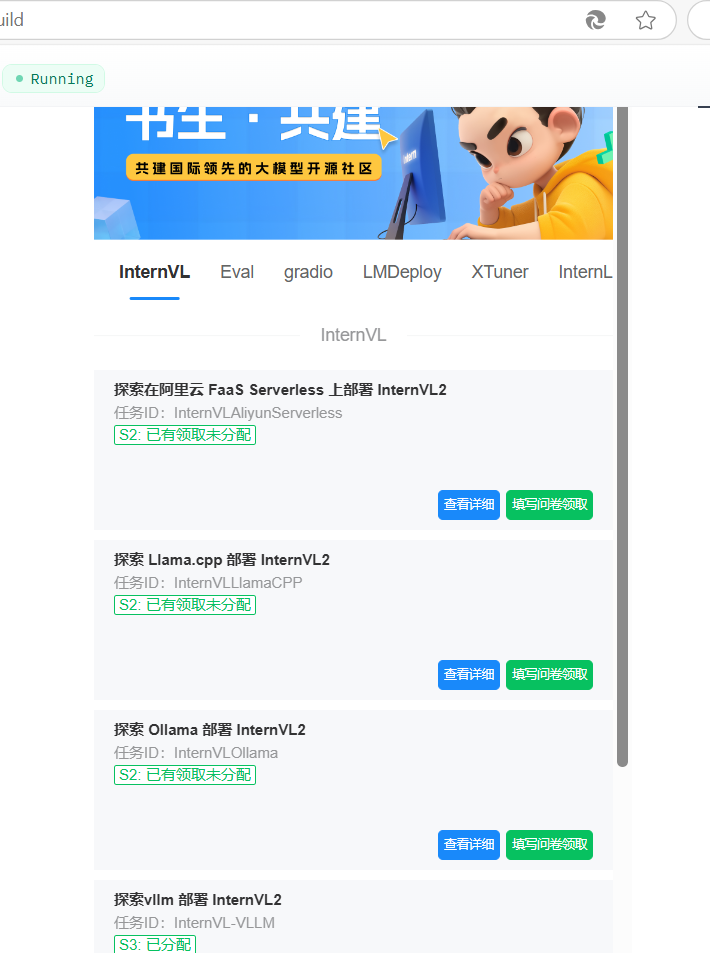 uild
Running
书生·共建
共建国际领先的大模型开源社区
InternVL Eval gradio LMDeploy XTuner InternL
InternVL
探索在阿里云 FaaS Serverless 上部署 InternVL2
任务ID：InternVLAliyunServerless
S2: 已有领取未分配
查看详细 填写问卷领取
探索 Llama.cpp 部署 InternVL2
任务ID：InternVLLlamaCPP
S2: 已有领取未分配
查看详细 填写问卷领取
探索 Ollama 部署 InternVL2
任务ID：InternVLOllama
S2: 已有领取未分配
查看详细 填写问卷领取
探索vllm 部署 InternVL2
任务ID：InternVL-VLLM
S3: 已分配